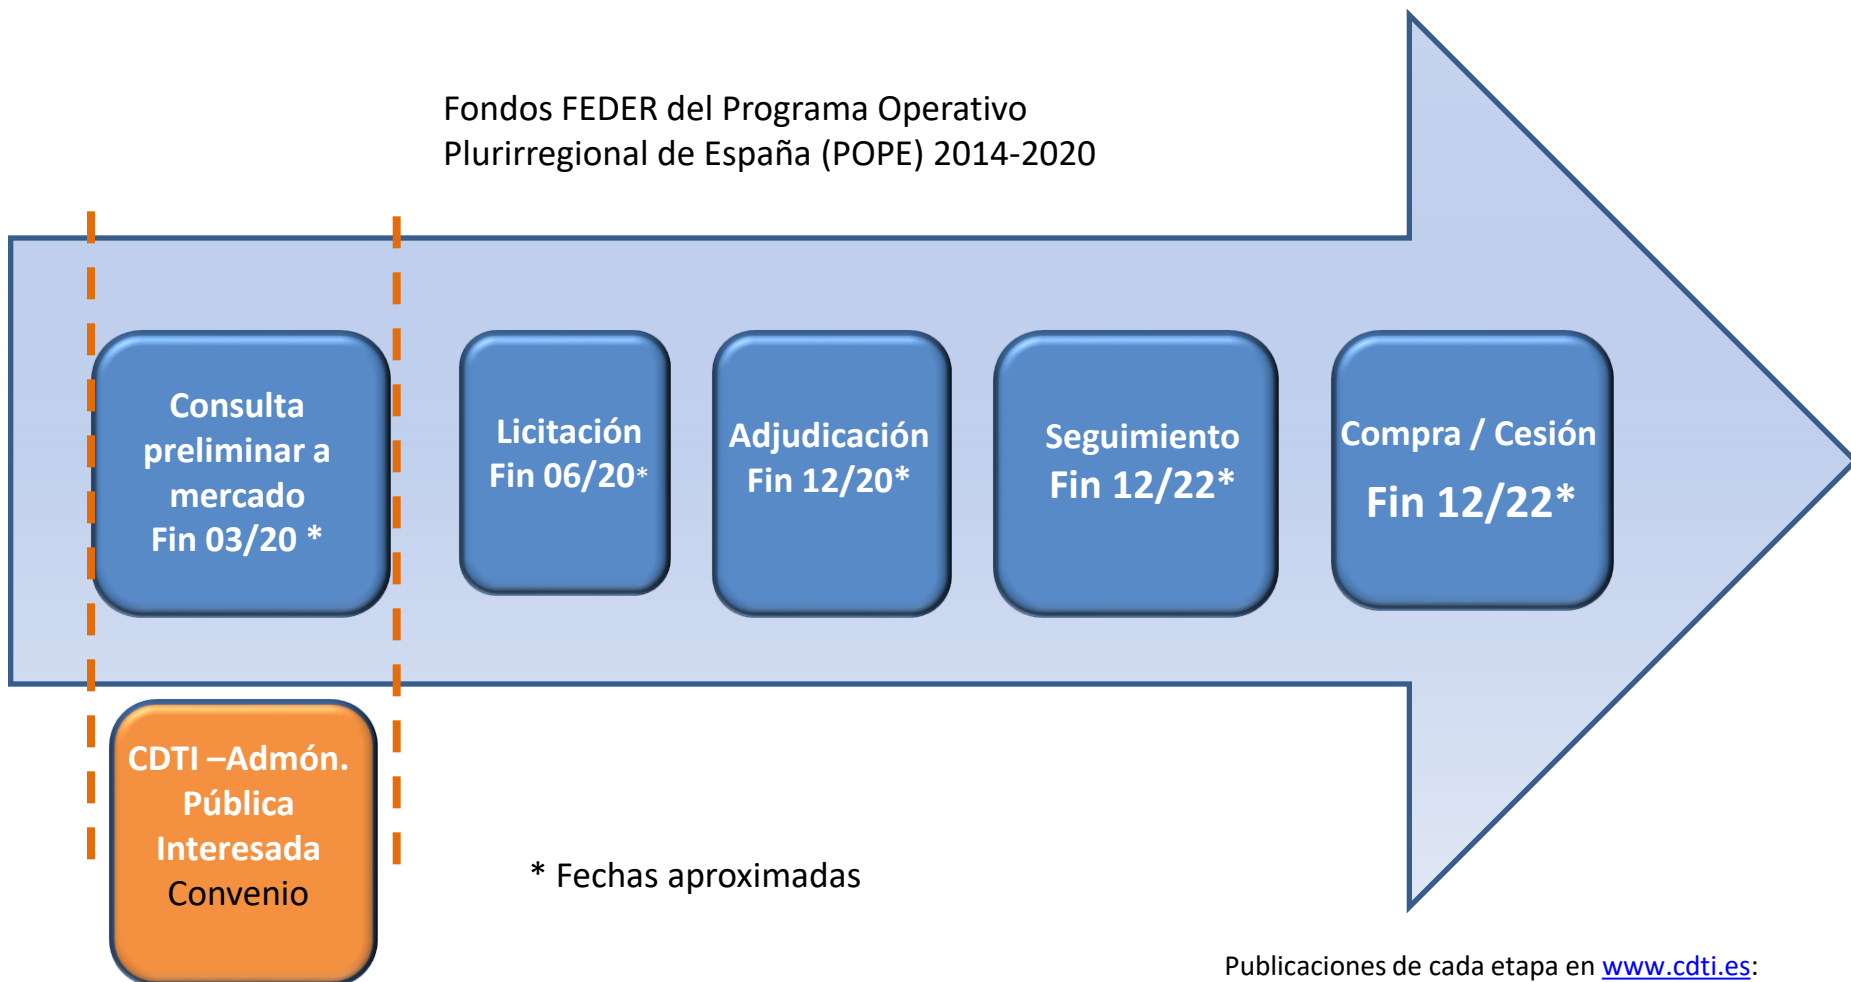 Fondos FEDER del Programa Operativo
Plurirregional de España (POPE) 2014-2020
Consulta
preliminar a
mercado
Fin 03/20 *
Licitación
Fin 06/20*
Adjudicación
Fin 12/20*
Seguimiento
Fin 12/22*
Compra / Cesión
Fin 12/22*
CDTI –Admón.
Pública
Interesada
Convenio
* Fechas aproximadas
Publicaciones de cada etapa en www.cdti.es: